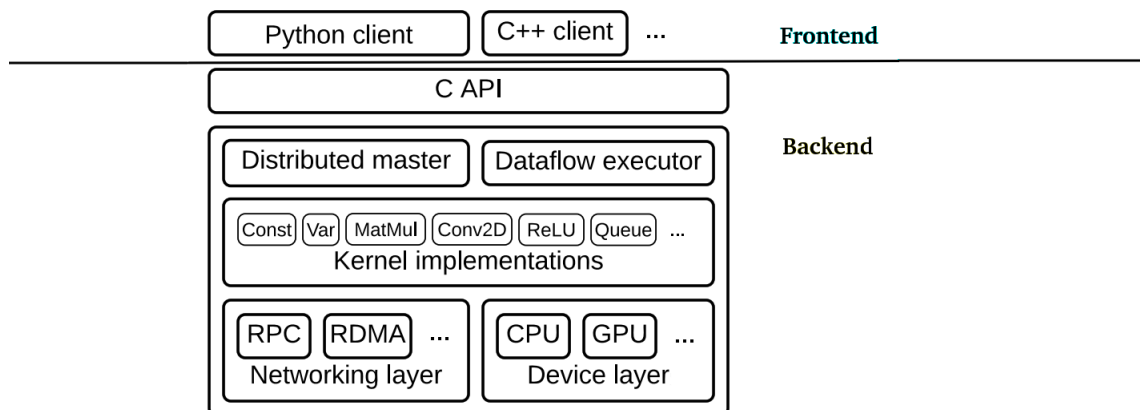 Python client C++ client ... Frontend
C API
Backend
Distributed master Dataflow executor
Const Var MatMul Conv2D ReLU Queue ...
Kernel implementations
RPC RDMA ... CPU GPU ...
Networking layer Device layer